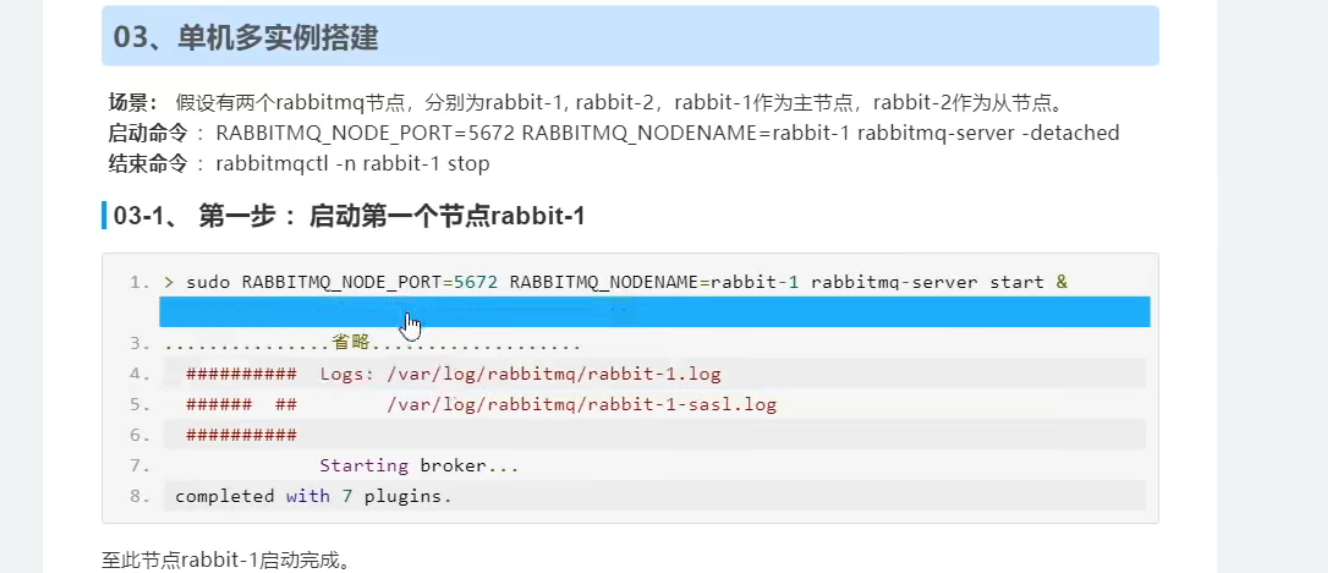 03、单机多实例搭建
场景： 假设有两个rabbitmq节点，分别为rabbit-1, rabbit-2，rabbit-1作为主节点，rabbit-2作为从节点。
启动命令 ：RABBITMQ_NODE_PORT=5672 RABBITMQ_NODENAME=rabbit-1 rabbitmq-server -detached
结束命令 ：rabbitmqctl -n rabbit-1 stop
03-1、 第一步 ：启动第一个节点rabbit-1
1. > sudo RABBITMQ_NODE_PORT=5672 RABBITMQ_NODENAME=rabbit-1 rabbitmq-server start &
3. ...............省略...................
4. ########## Logs: /var/log/rabbitmq/rabbit-1.log
5. ###### ## /var/log/rabbitmq/rabbit-1-sasl.log
6. ##########
7. Starting broker...
8. completed with 7 plugins.
至此节点rabbit-1启动完成。